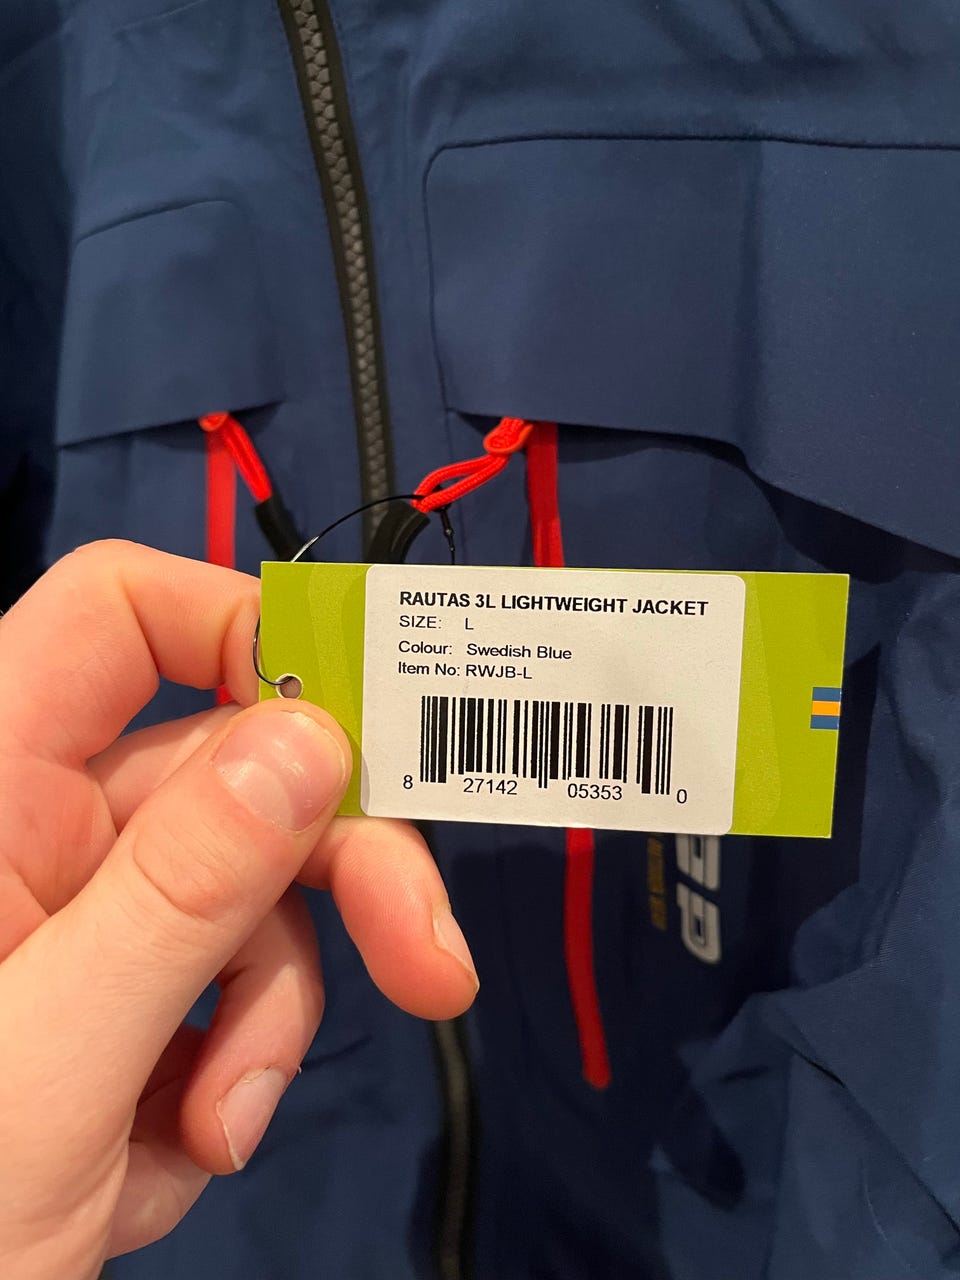 RAUTAS 3L LIGHTWEIGHT JACKET
SIZE: L
Colour: Swedish Blue
Item No: RWJB-L
8 27142 05353 0